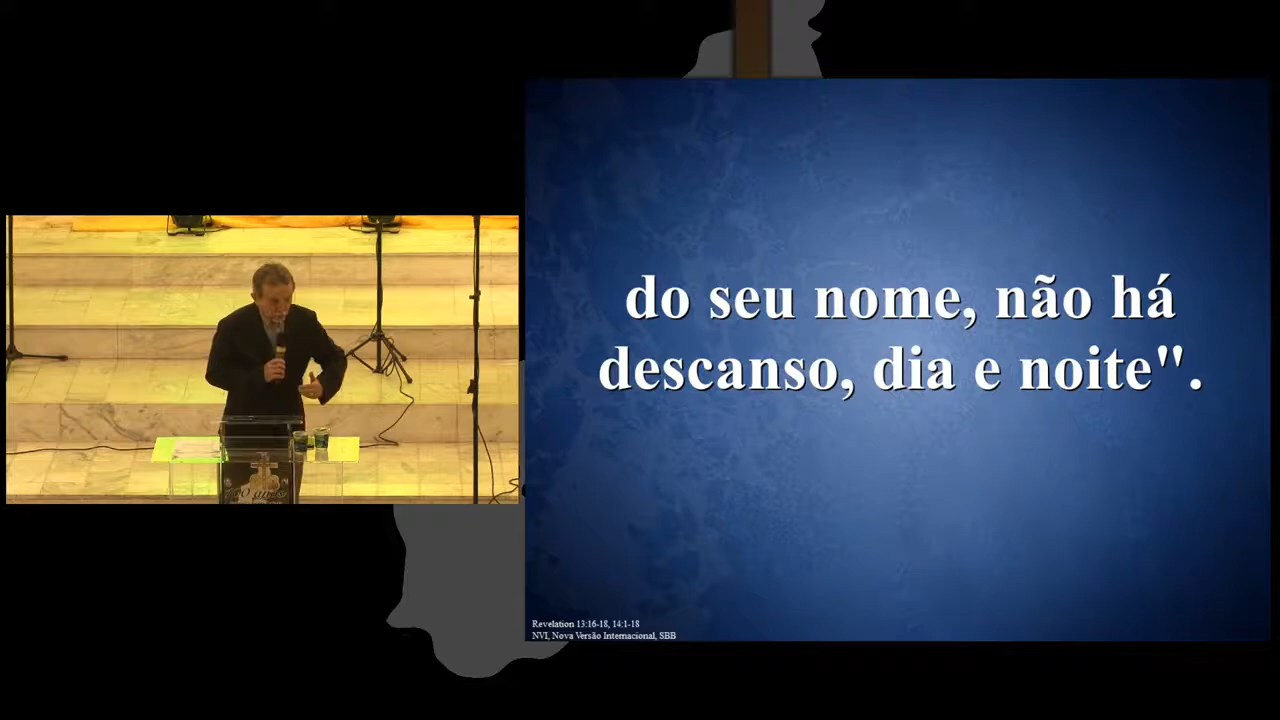 do seu nome, não há
descanso, dia e noite".
Revelation 13:16-18, 14:1-18
NVI, Nova Versão Internacional, SBB
anos